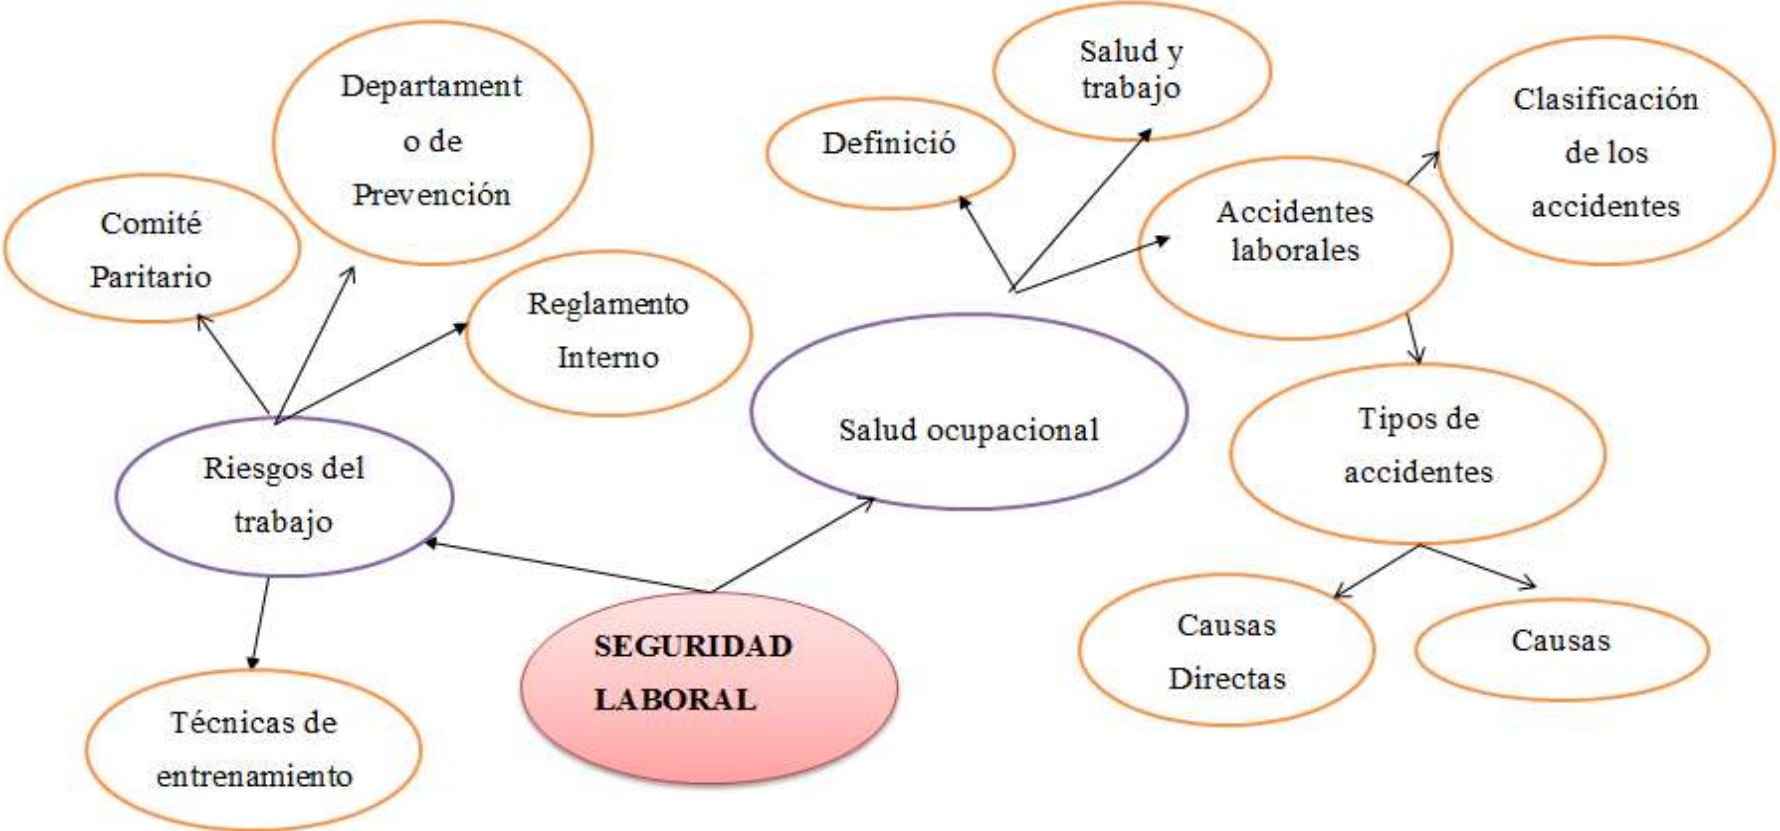 Departament
o de
Prevención
Comité
Paritario
Reglamento
Interno
Riesgos del
trabajo
Técnicas de
entrenamiento
SEGURIDAD
LABORAL
Salud ocupacional
Definició
Salud y
trabajo
Accidentes
laborales
Clasificación
de los
accidentes
Tipos de
accidentes
Causas
Directas
Causas